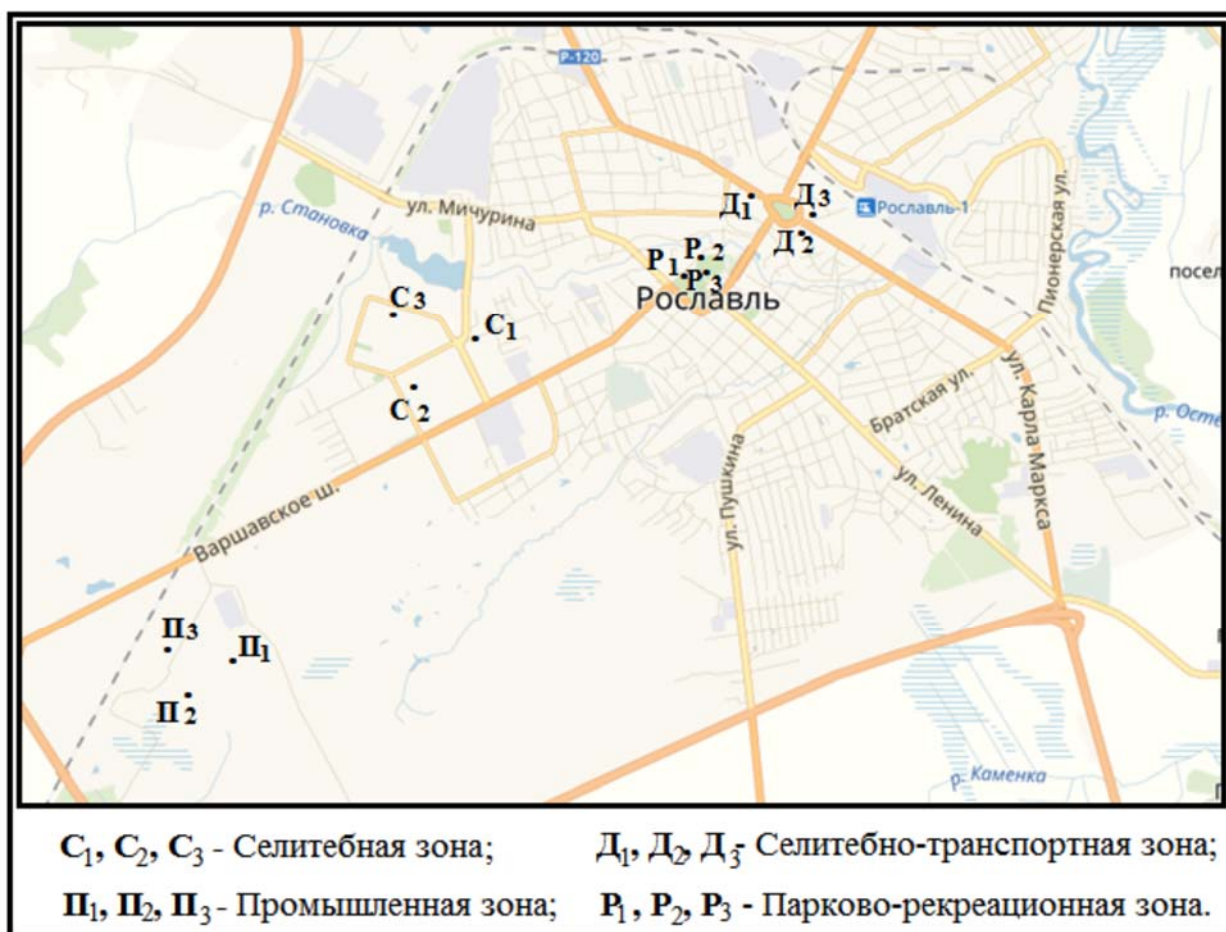 Р-120
р. Становка
ул. Мичурина
Д1
Д3
Рославль-1
Д2
Пионерская ул.
посел
Р1
Р2
Р3
Рославль
С3
С1
С2
Братская ул.
ул. Карла Маркса
р. Осте
ул. Пушкина
ул. Ленина
Варшавское ш.
П3
П1
П2
р. Каменка
С1, С2, С3 - Селитебная зона;
Д1, Д2, Д3- Селитебно-транспортная зона;
П1, П2, П3 - Промышленная зона;
Р1, Р2, Р3 - Парково-рекреационная зона.